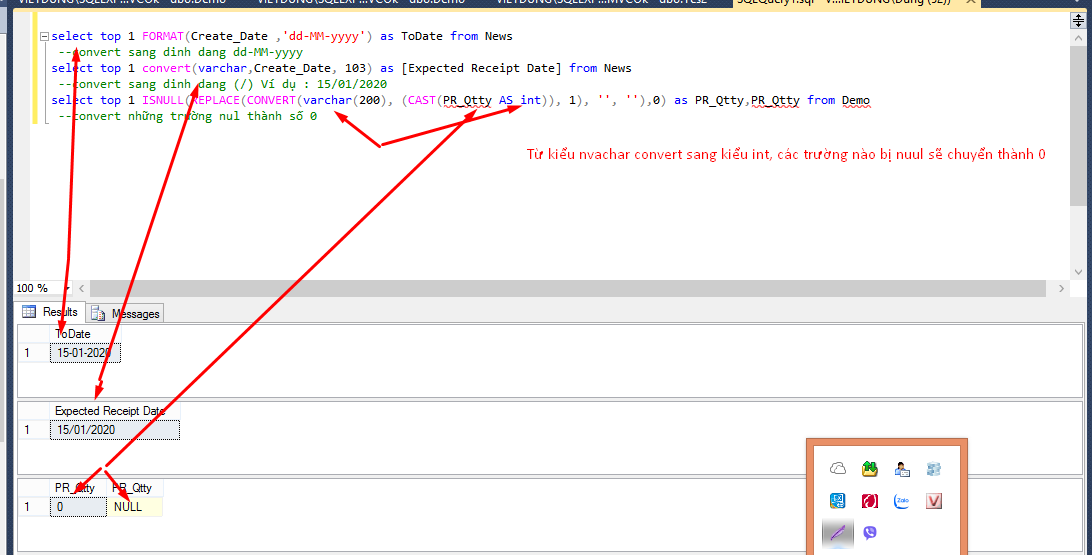 select top 1 FORMAT(Create_Date ,'dd-MM-yyyy') as ToDate from News
--convert sang dinh dang dd-MM-yyyy
select top 1 convert(varchar,Create_Date, 103) as [Expected Receipt Date] from News
--convert sang dinh dang (/) Ví dụ : 15/01/2020
select top 1 ISNULL(REPLACE(CONVERT(varchar(200), (CAST(PR_Qtty AS int)), 1), '', ''),0) as PR_Qtty,PR_Qtty from Demo
--convert những trường nul thành số 0
Từ kiểu nvachar convert sang kiểu int, các trường nào bị nuul sẽ chuyển thành 0
100 %
Results Messages
ToDate
1 15-01-2020
Expected Receipt Date
1 15/01/2020
PR_Qtty PR_Qtty
1 0 NULL
Zalo